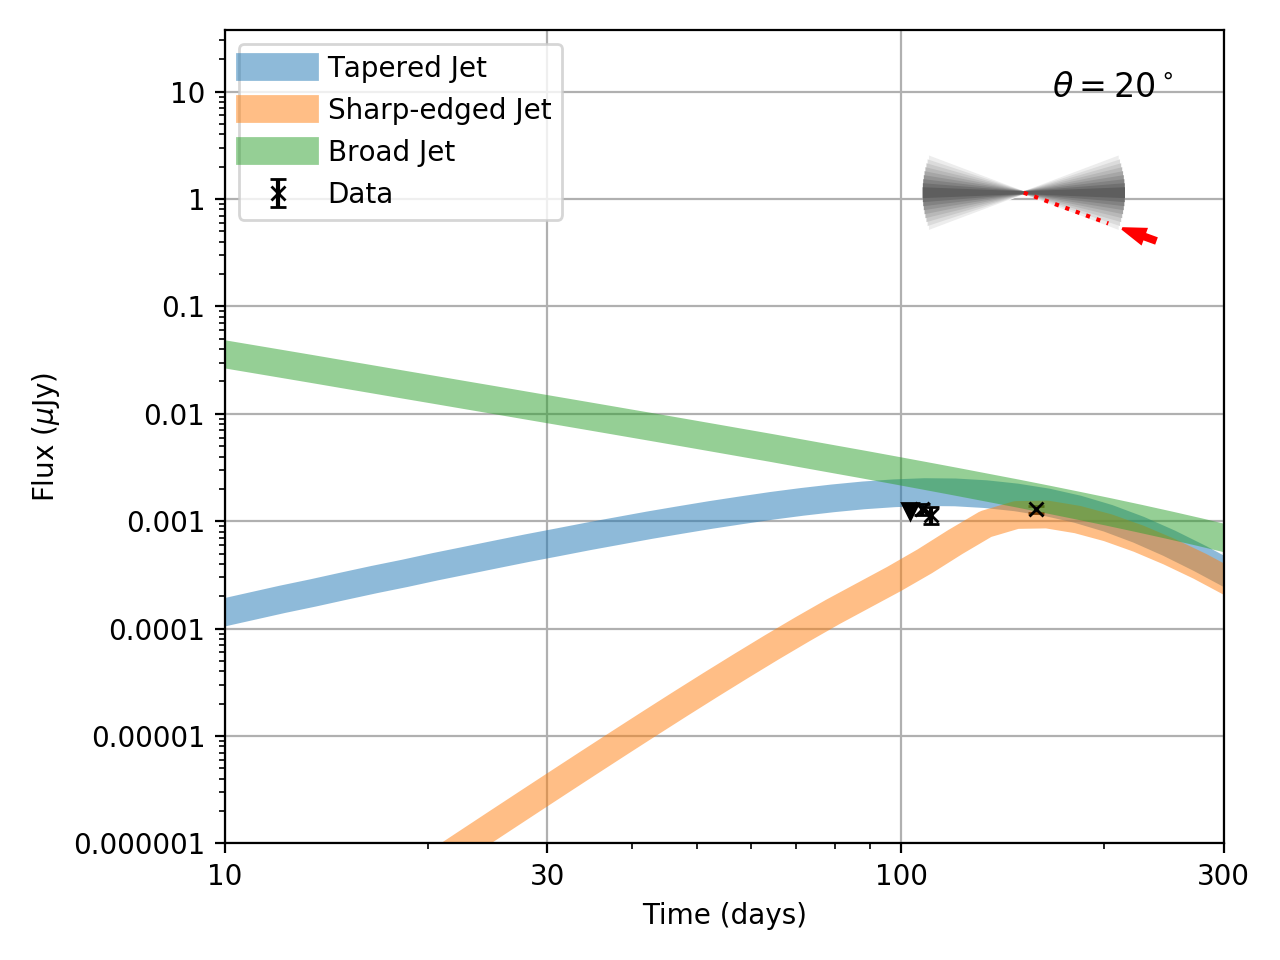 Tapered Jet
Sharp-edged Jet
Broad Jet
Data
θ = 20°
10
1
0.1
0.01
0.001
0.0001
0.00001
0.000001
Flux (μJy)
10
30
100
300
Time (days)